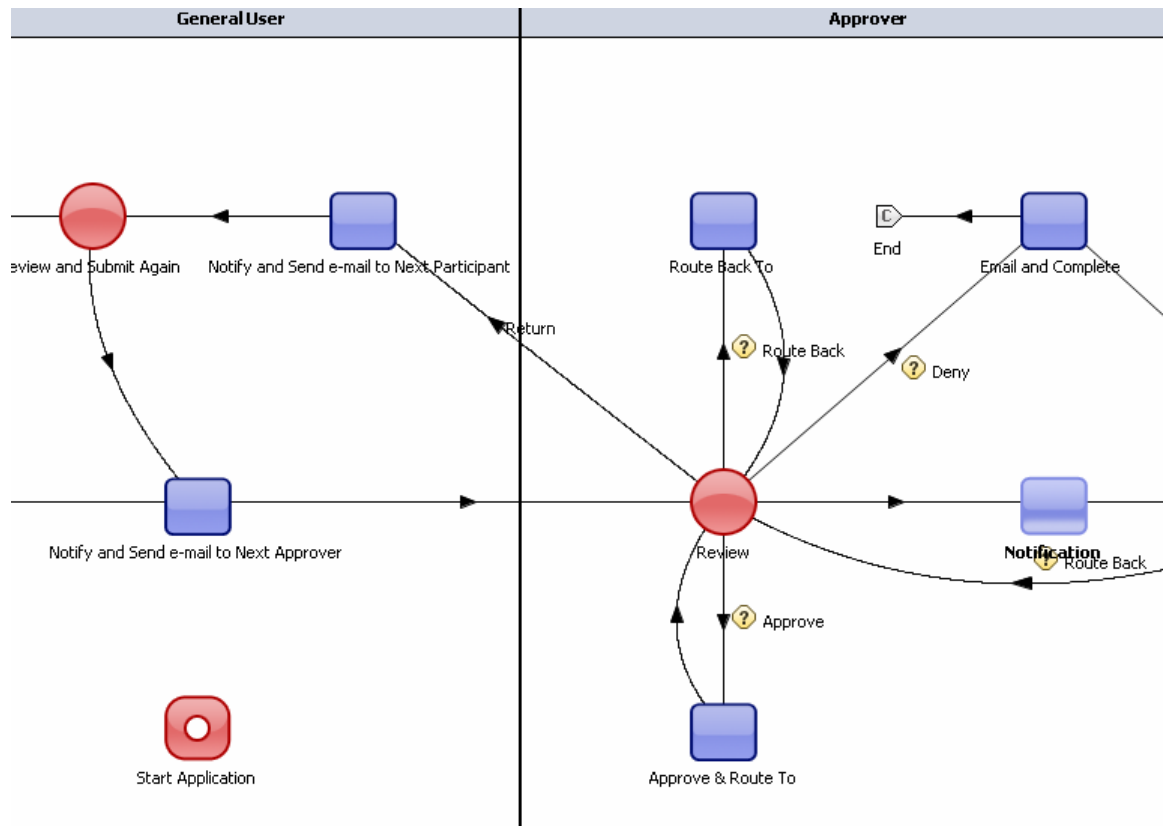 General User
Approver
eview and Submit Again
Notify and Send e-mail to Next Participant
Route Back To
C
End
Email and Complete
Return
? Route Back
? Deny
Notify and Send e-mail to Next Approver
Review
Notification
? Route Back
? Approve
Start Application
Approve & Route To